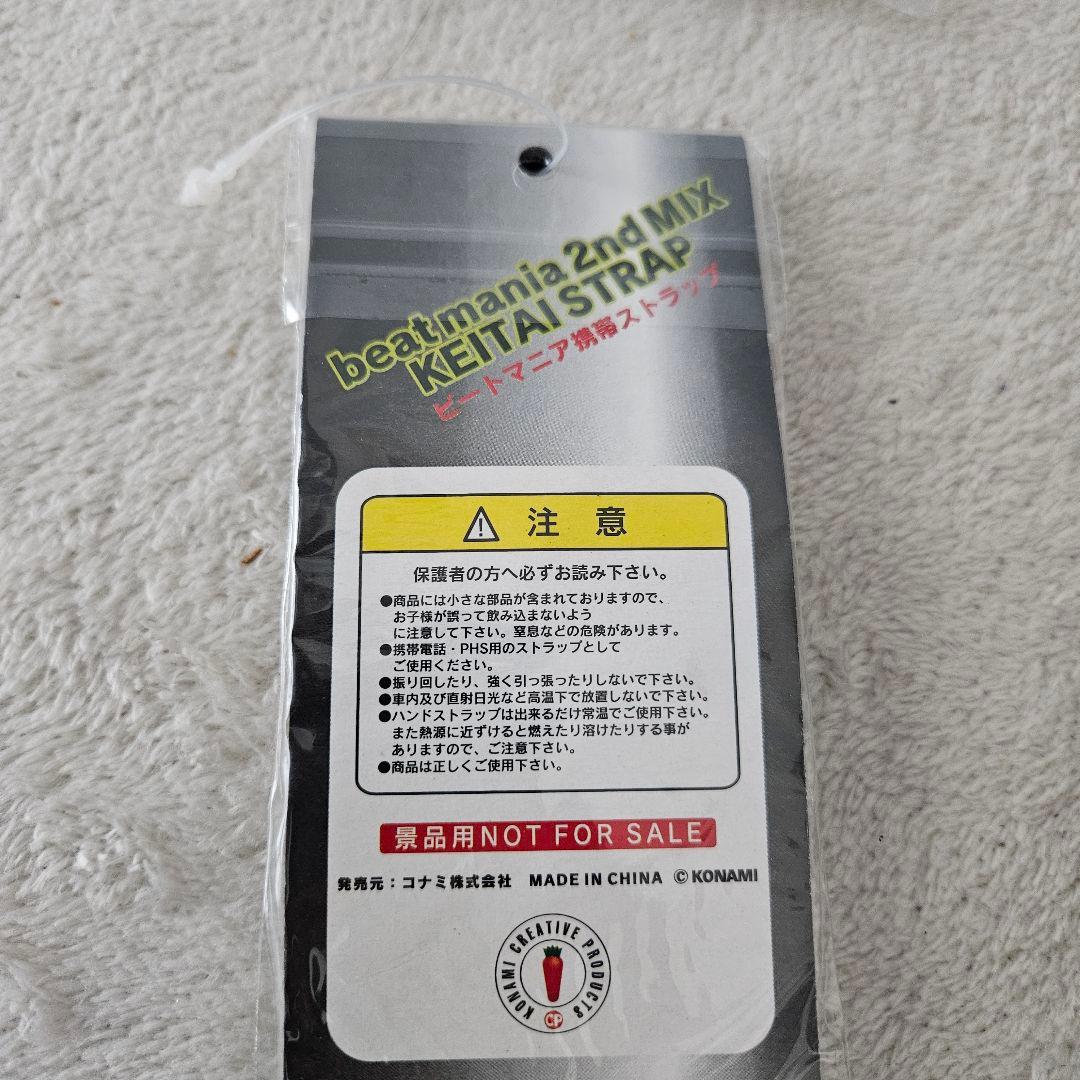 beatmania 2nd MIX
KEITAI STRAP
ビートマニア携帯ストラップ
注意
保護者の方へ必ずお読み下さい。
●商品には小さな部品が含まれておりますので、
お子様が誤って飲み込まないよう
に注意して下さい。窒息などの危険があります。
●携帯電話・PHS用のストラップとして
ご使用ください。
●振り回したり、強く引っ張ったりしないで下さい。
●車内及び直射日光など高温下で放置しないで下さい。
●ハンドストラップは出来るだけ常温でご使用下さい。
また熱源に近ずけると燃えたり溶けたりする事が
ありますので、ご注意下さい。
●商品は正しくご使用下さい。
景品用NOT FOR SALE
発売元：コナミ株式会社 MADE IN CHINA ©KONAMI
KONAMI CREATIVE PRODUCTS
CP